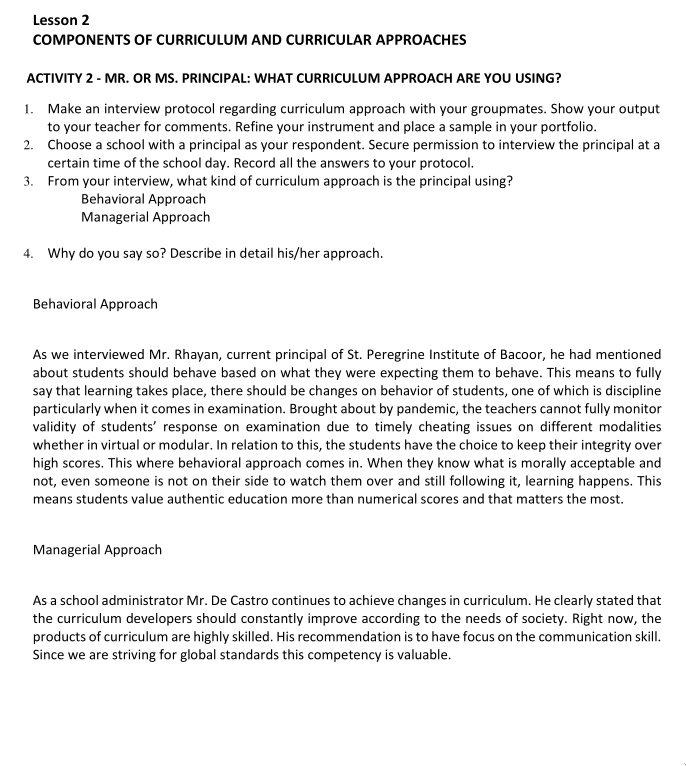 Lesson 2
COMPONENTS OF CURRICULUM AND CURRICULAR APPROACHES
ACTIVITY 2 - MR. OR MS. PRINCIPAL: WHAT CURRICULUM APPROACH ARE YOU USING?
1. Make an interview protocol regarding curriculum approach with your groupmates. Show your output
to your teacher for comments. Refine your instrument and place a sample in your portfolio.
2. Choose a school with a principal as your respondent. Secure permission to interview the principal at a
certain time of the school day. Record all the answers to your protocol.
3. From your interview, what kind of curriculum approach is the principal using?
Behavioral Approach
Managerial Approach
4. Why do you say so? Describe in detail his/her approach.
Behavioral Approach
As we interviewed Mr. Rhayan, current principal of St. Peregrine Institute of Bacoor, he had mentioned
about students should behave based on what they were expecting them to behave. This means to fully
say that learning takes place, there should be changes on behavior of students, one of which is discipline
particularly when it comes in examination. Brought about by pandemic, the teachers cannot fully monitor
validity of students’ response on examination due to timely cheating issues on different modalities
whether in virtual or modular. In relation to this, the students have the choice to keep their integrity over
high scores. This where behavioral approach comes in. When they know what is morally acceptable and
not, even someone is not on their side to watch them over and still following it, learning happens. This
means students value authentic education more than numerical scores and that matters the most.
Managerial Approach
As a school administrator Mr. De Castro continues to achieve changes in curriculum. He clearly stated that
the curriculum developers should constantly improve according to the needs of society. Right now, the
products of curriculum are highly skilled. His recommendation is to have focus on the communication skill.
Since we are striving for global standards this competency is valuable.